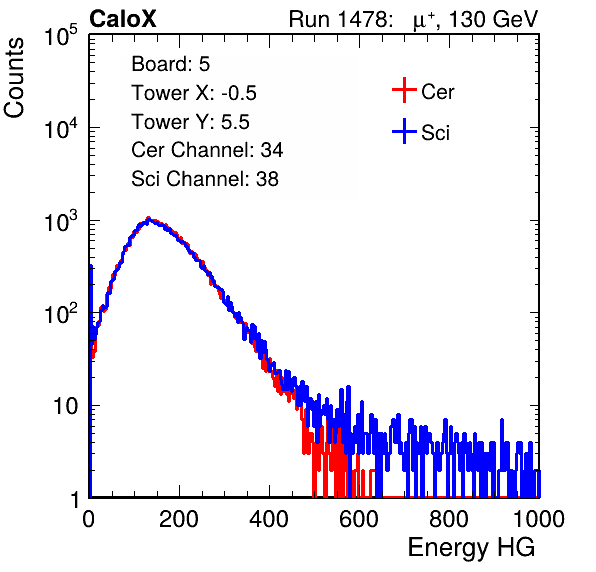 CaloX Run 1478: μ⁺, 130 GeV
Counts
Board: 5
Tower X: -0.5
Tower Y: 5.5
Cer Channel: 34
Sci Channel: 38
Cer
Sci
10⁵
10⁴
10³
10²
10
1
0 200 400 600 800 1000
Energy HG